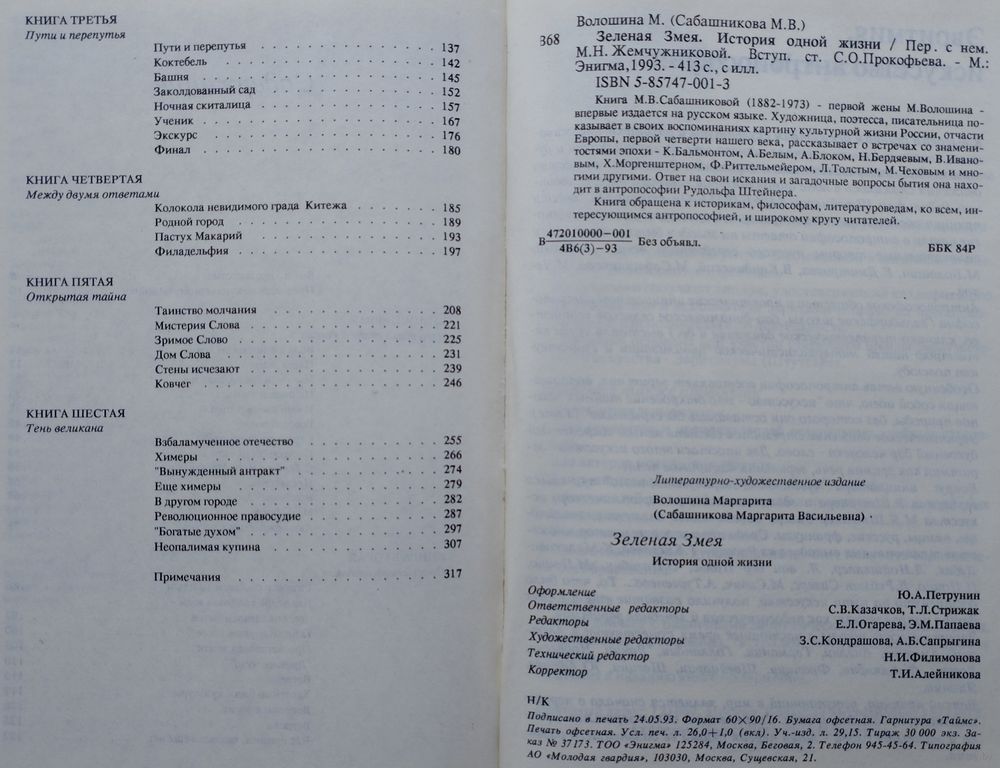 КНИГА ТРЕТЬЯ
Пути и перепутья
Пути и перепутья . . . . . . . . . . . . . 137
Коктебель . . . . . . . . . . . . . 142
Башня . . . . . . . . . . . . . 145
Заколдованный сад . . . . . . . . . . . . . 152
Ночная скиталица . . . . . . . . . . . . . 157
Ученик . . . . . . . . . . . . . 167
Экскурс . . . . . . . . . . . . . 176
Финал . . . . . . . . . . . . . 180
КНИГА ЧЕТВЕРТАЯ
Между двумя ответами
Колокола невидимого града Китежа . . . . . . . 185
Родной город . . . . . . . . . . . . . 189
Пастух Макарий . . . . . . . . . . . . . 193
Филадельфия . . . . . . . . . . . . . 197
КНИГА ПЯТАЯ
Открытая тайна
Таинство молчания . . . . . . . . . . . . . 208
Мистерия Слова . . . . . . . . . . . . . 221
Зримое Слово . . . . . . . . . . . . . 225
Дом Слова . . . . . . . . . . . . . 231
Стены исчезают . . . . . . . . . . . . . 239
Ковчег . . . . . . . . . . . . . 246
КНИГА ШЕСТАЯ
Тень великана
Взбаламученное отечество . . . . . . . . . . 255
Химеры . . . . . . . . . . . . . 266
"Вынужденный антракт" . . . . . . . . . . 274
Еще химеры . . . . . . . . . . . . . 279
В другом городе . . . . . . . . . . . . . 282
Революционное правосудие . . . . . . . . . . 287
"Богатые духом" . . . . . . . . . . . . . 297
Неопалимая купина . . . . . . . . . . . . . 307
Примечания . . . . . . . . . . . . . 317
Волошина М. (Сабашникова М.В.)
В68 Зеленая Змея. История одной жизни / Пер. с нем.
М.Н. Жемчужниковой. Вступ. ст. С.О.Прокофьева. - М.:
Энигма, 1993. - 413 с., с илл.
ISBN 5-85747-001-3
Книга М.В.Сабашниковой (1882-1973) - первой жены М.Волошина -
впервые издается на русском языке. Художница, поэтесса, писательница по-
казывает в своих воспоминаниях картину культурной жизни России, отчасти
Европы, первой четверти нашего века, рассказывает о встречах со знамени-
тостями эпохи - К.Бальмонтом, А.Белым, А.Блоком, Н.Бердяевым, В.Ивано-
вым, Х.Моргенштерном, Ф.Риттельмейером, Л.Толстым, М.Чеховым и мно-
гими другими. Ответ на свои искания и загадочные вопросы бытия она нахо-
дит в антропософии Рудольфа Штейнера.
Книга обращена к историкам, философам, литературоведам, ко всем, ин-
тересующимся антропософией, и широкому кругу читателей.
472010000-001
В Без объявл. ББК 84Р
4В6(3)-93
Литературно-художественное издание
Волошина Маргарита
(Сабашникова Маргарита Васильевна)
Зеленая Змея
История одной жизни
Оформление Ю.А.Петрунин
Ответственные редакторы С.В.Казачков, Т.Л.Стрижак
Редакторы Е.Л.Огарева, Э.М.Папаева
Художественные редакторы З.С.Кондрашова, А.Б.Сапрыгина
Технический редактор Н.И.Филимонова
Корректор Т.И.Алейникова
Н/К
Подписано в печать 24.05.93. Формат 60×90/16. Бумага офсетная. Гарнитура «Таймс».
Печать офсетная. Усл. печ. л. 26,0+1,0 (вкл). Уч.-изд. л. 29,15. Тираж 30 000 экз. За-
каз № 37173. ТОО «Энигма» 125284, Москва, Беговая, 2. Телефон 945-45-64. Типография
АО «Молодая гвардия», 103030, Москва, Сущевская, 21.